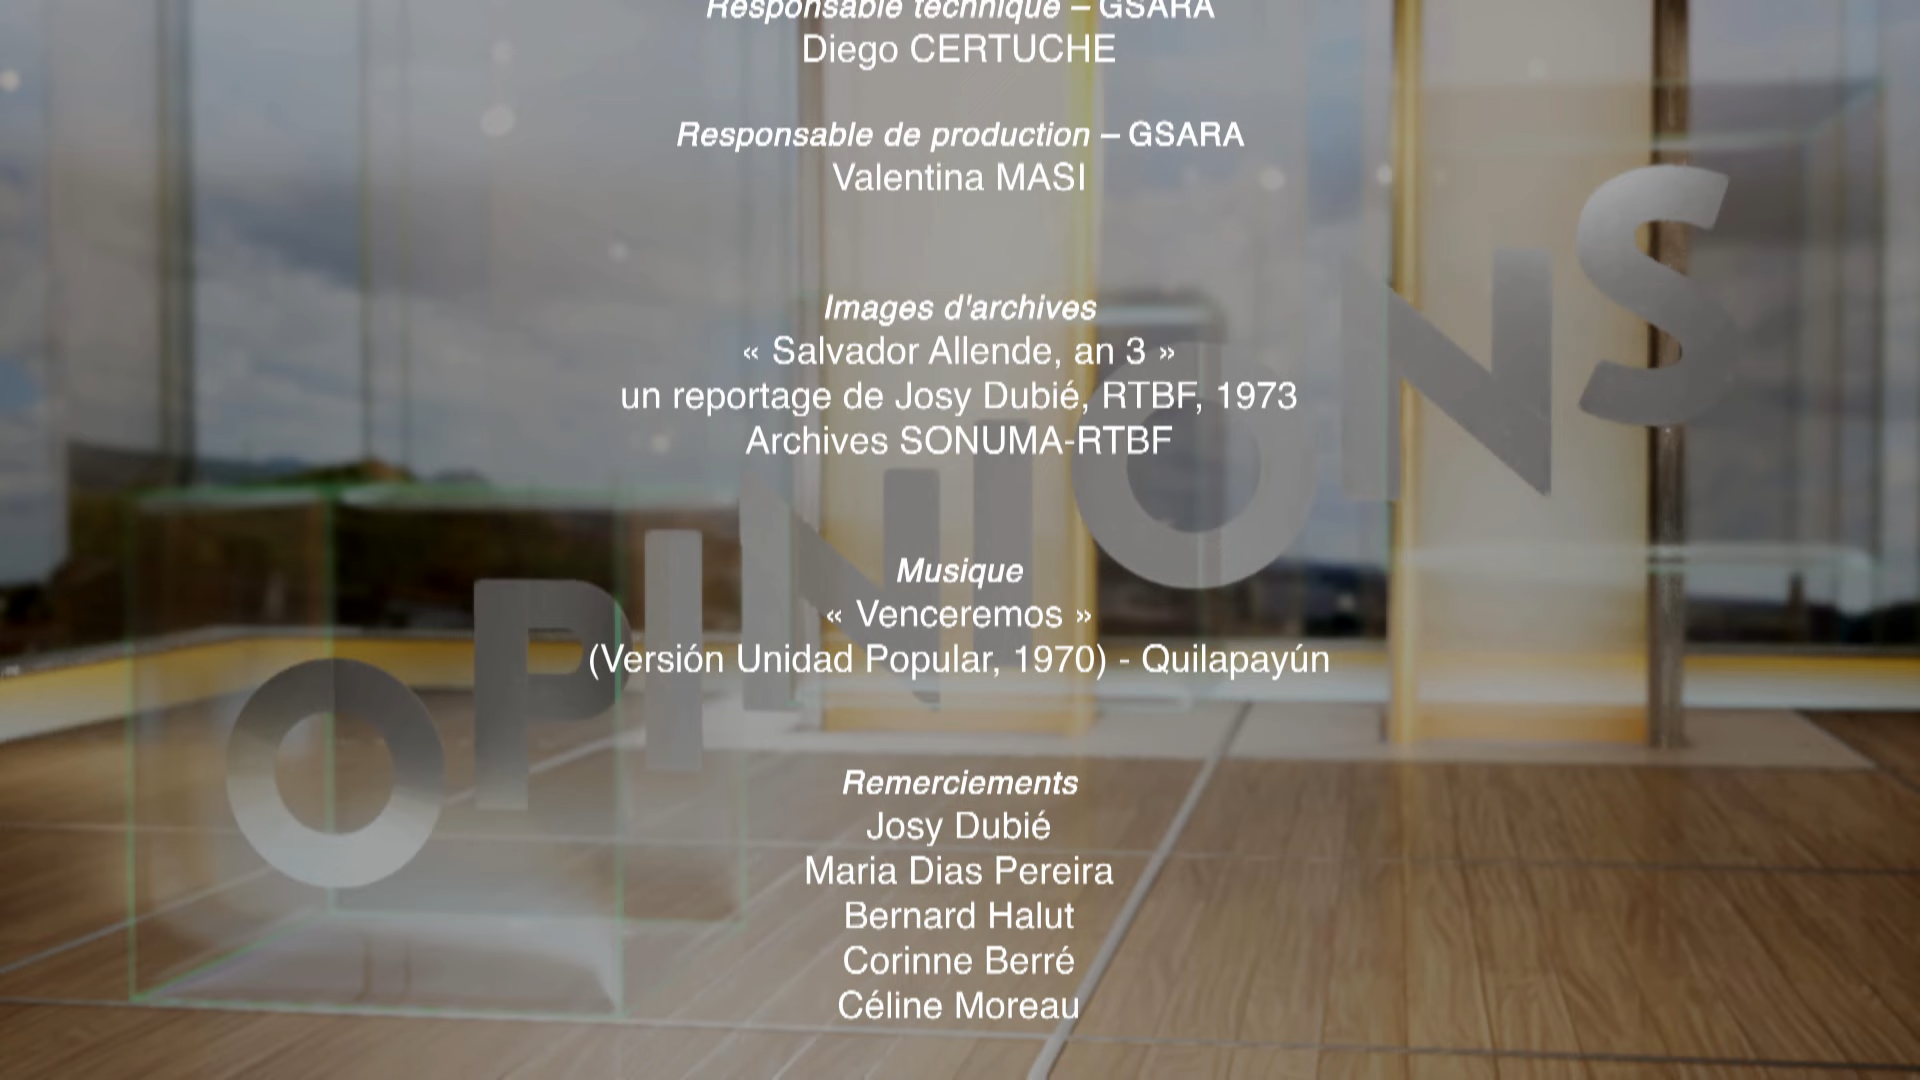 Responsable technique – GSARA
Diego CERTUCHE
Responsable de production – GSARA
Valentina MASI
Images d'archives
« Salvador Allende, an 3 »
un reportage de Josy Dubié, RTBF, 1973
Archives SONUMA-RTBF
Musique
« Venceremos »
(Versión Unidad Popular, 1970) - Quilapayún
Remerciements
Josy Dubié
Maria Dias Pereira
Bernard Halut
Corinne Berré
Céline Moreau
OPINIONS